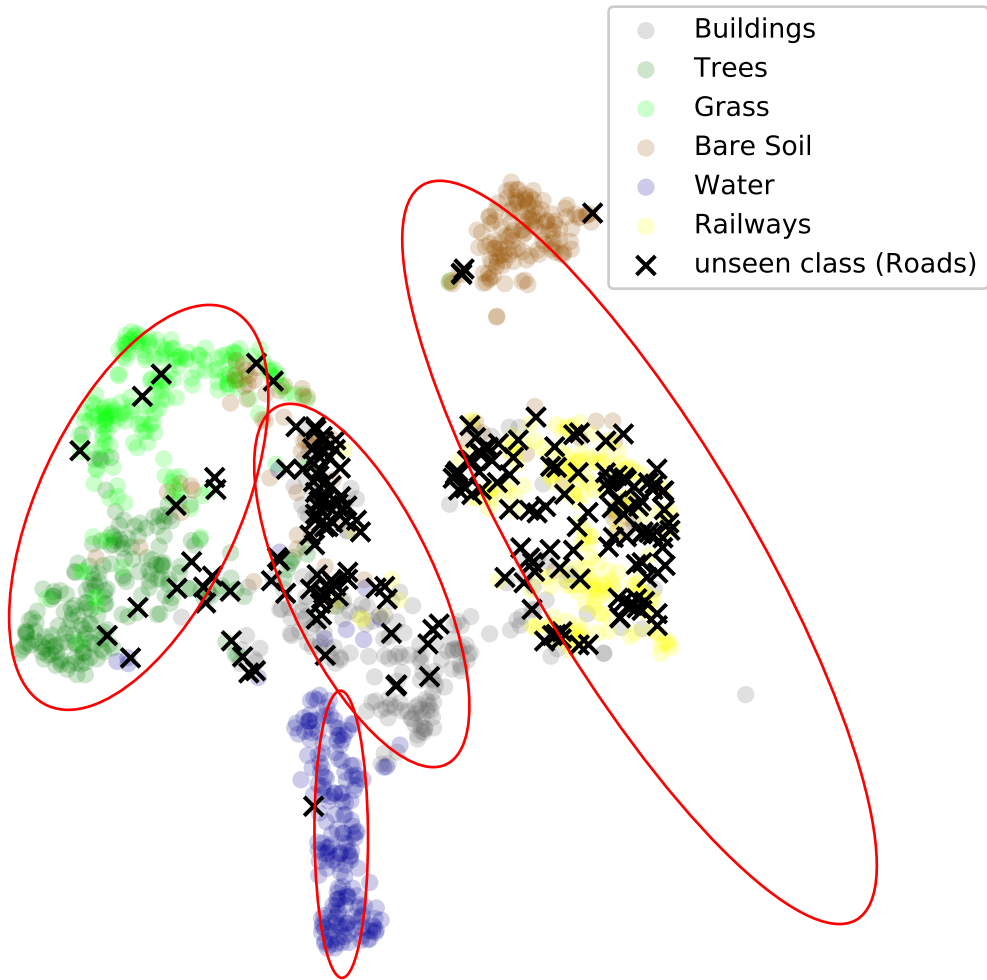 Buildings
Trees
Grass
Bare Soil
Water
Railways
unseen class (Roads)